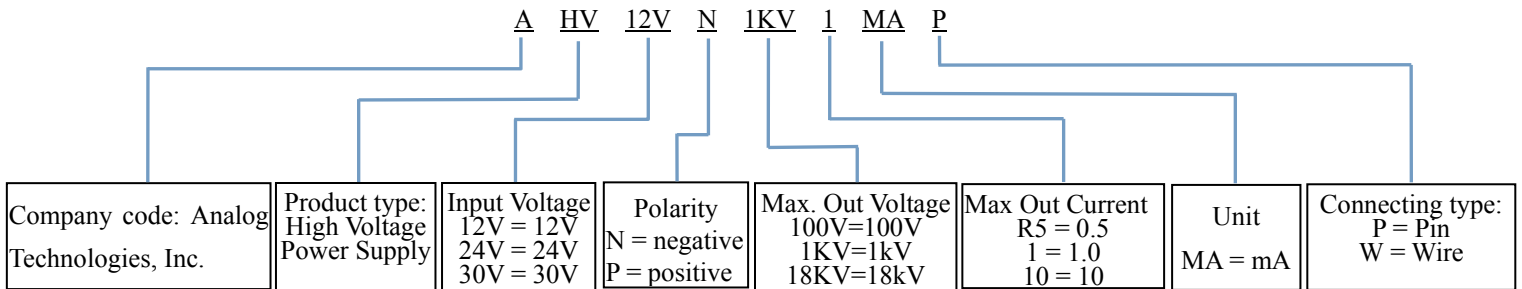 A HV 12V N 1KV 1 MA P
Company code: Analog
Technologies, Inc.
Product type:
High Voltage
Power Supply
Input Voltage
12V = 12V
24V = 24V
30V = 30V
Polarity
N = negative
P = positive
Max. Out Voltage
100V=100V
1KV=1kV
18KV=18kV
Max Out Current
R5 = 0.5
1 = 1.0
10 = 10
Unit
MA = mA
Connecting type:
P = Pin
W = Wire